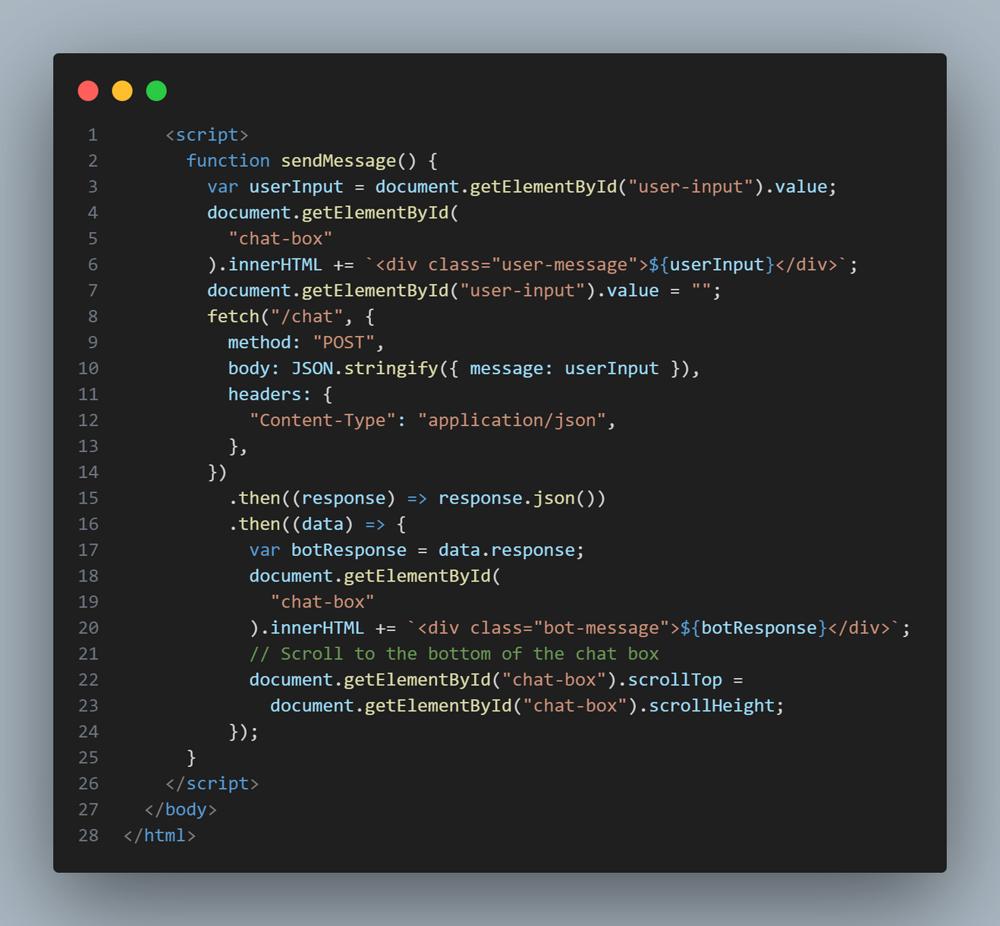 1 <script>
2 function sendMessage() {
3 var userInput = document.getElementById("user-input").value;
4 document.getElementById(
5 "chat-box"
6 ).innerHTML += `<div class="user-message">${userInput}</div>`;
7 document.getElementById("user-input").value = "";
8 fetch("/chat", {
9 method: "POST",
10 body: JSON.stringify({ message: userInput }),
11 headers: {
12 "Content-Type": "application/json",
13 },
14 })
15 .then((response) => response.json())
16 .then((data) => {
17 var botResponse = data.response;
18 document.getElementById(
19 "chat-box"
20 ).innerHTML += `<div class="bot-message">${botResponse}</div>`;
21 // Scroll to the bottom of the chat box
22 document.getElementById("chat-box").scrollTop =
23 document.getElementById("chat-box").scrollHeight;
24 });
25 }
26 </script>
27 </body>
28 </html>